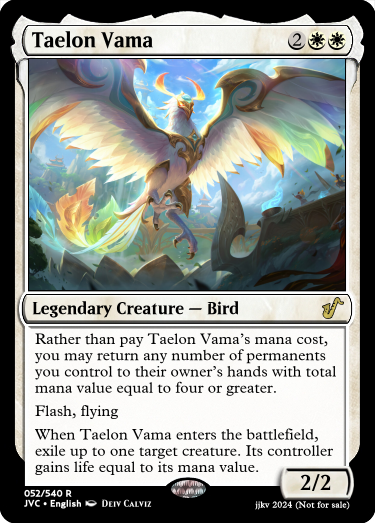 Taelon Vama 2
Legendary Creature — Bird
Rather than pay Taelon Vama's mana cost,
you may return any number of permanents
you control to their owner's hands with total
mana value equal to four or greater.
Flash, flying
When Taelon Vama enters the battlefield,
exile up to one target creature. Its controller
gains life equal to its mana value.
2/2
052/540 R
JVC • English Deiv Calviz
jjkv 2024 (Not for sale)